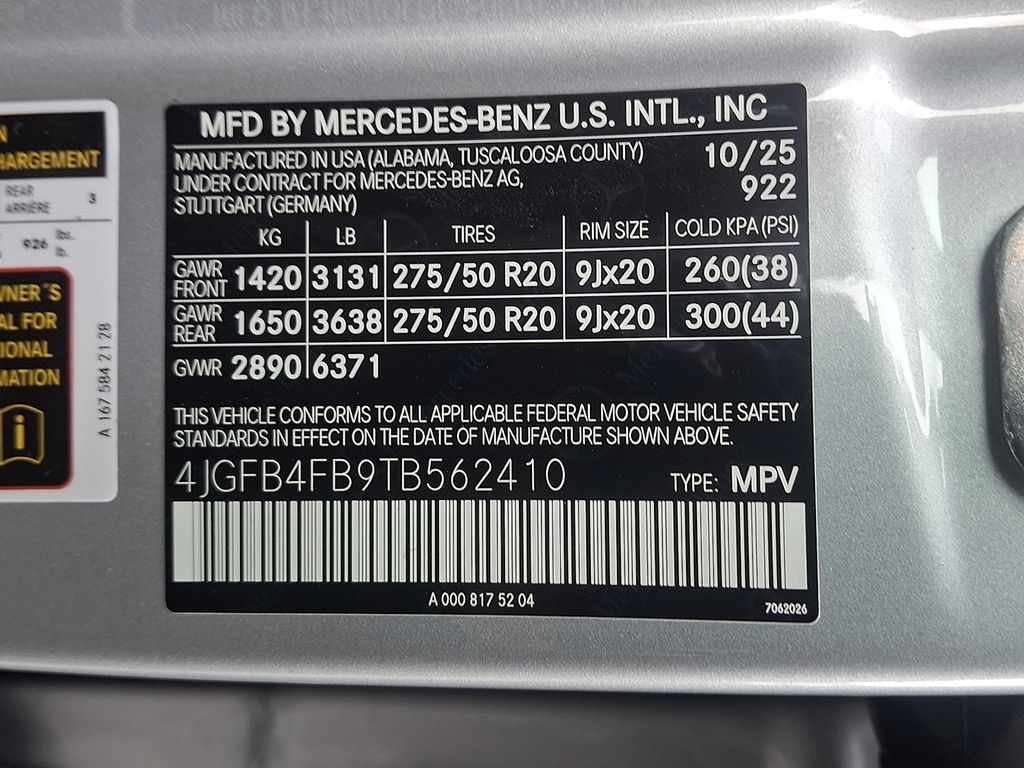 MFD BY MERCEDES-BENZ U.S. INTL., INC
MANUFACTURED IN USA (ALABAMA, TUSCALOOSA COUNTY) 10/25
UNDER CONTRACT FOR MERCEDES-BENZ AG, 922
STUTTGART (GERMANY)
KG LB TIRES RIM SIZE COLD KPA (PSI)
GAWR FRONT 1420 3131 275/50 R20 9Jx20 260(38)
GAWR REAR 1650 3638 275/50 R20 9Jx20 300(44)
GVWR 2890 6371
THIS VEHICLE CONFORMS TO ALL APPLICABLE FEDERAL MOTOR VEHICLE SAFETY
STANDARDS IN EFFECT ON THE DATE OF MANUFACTURE SHOWN ABOVE.
4JGFB4FB9TB562410 TYPE: MPV
A 000 817 52 04
7062026
HARGEMENT
REAR
ARRIÈRE 3
926 lbs.
lb.
WNER'S
AL FOR
IONAL
MATION
A 167 584 21 28